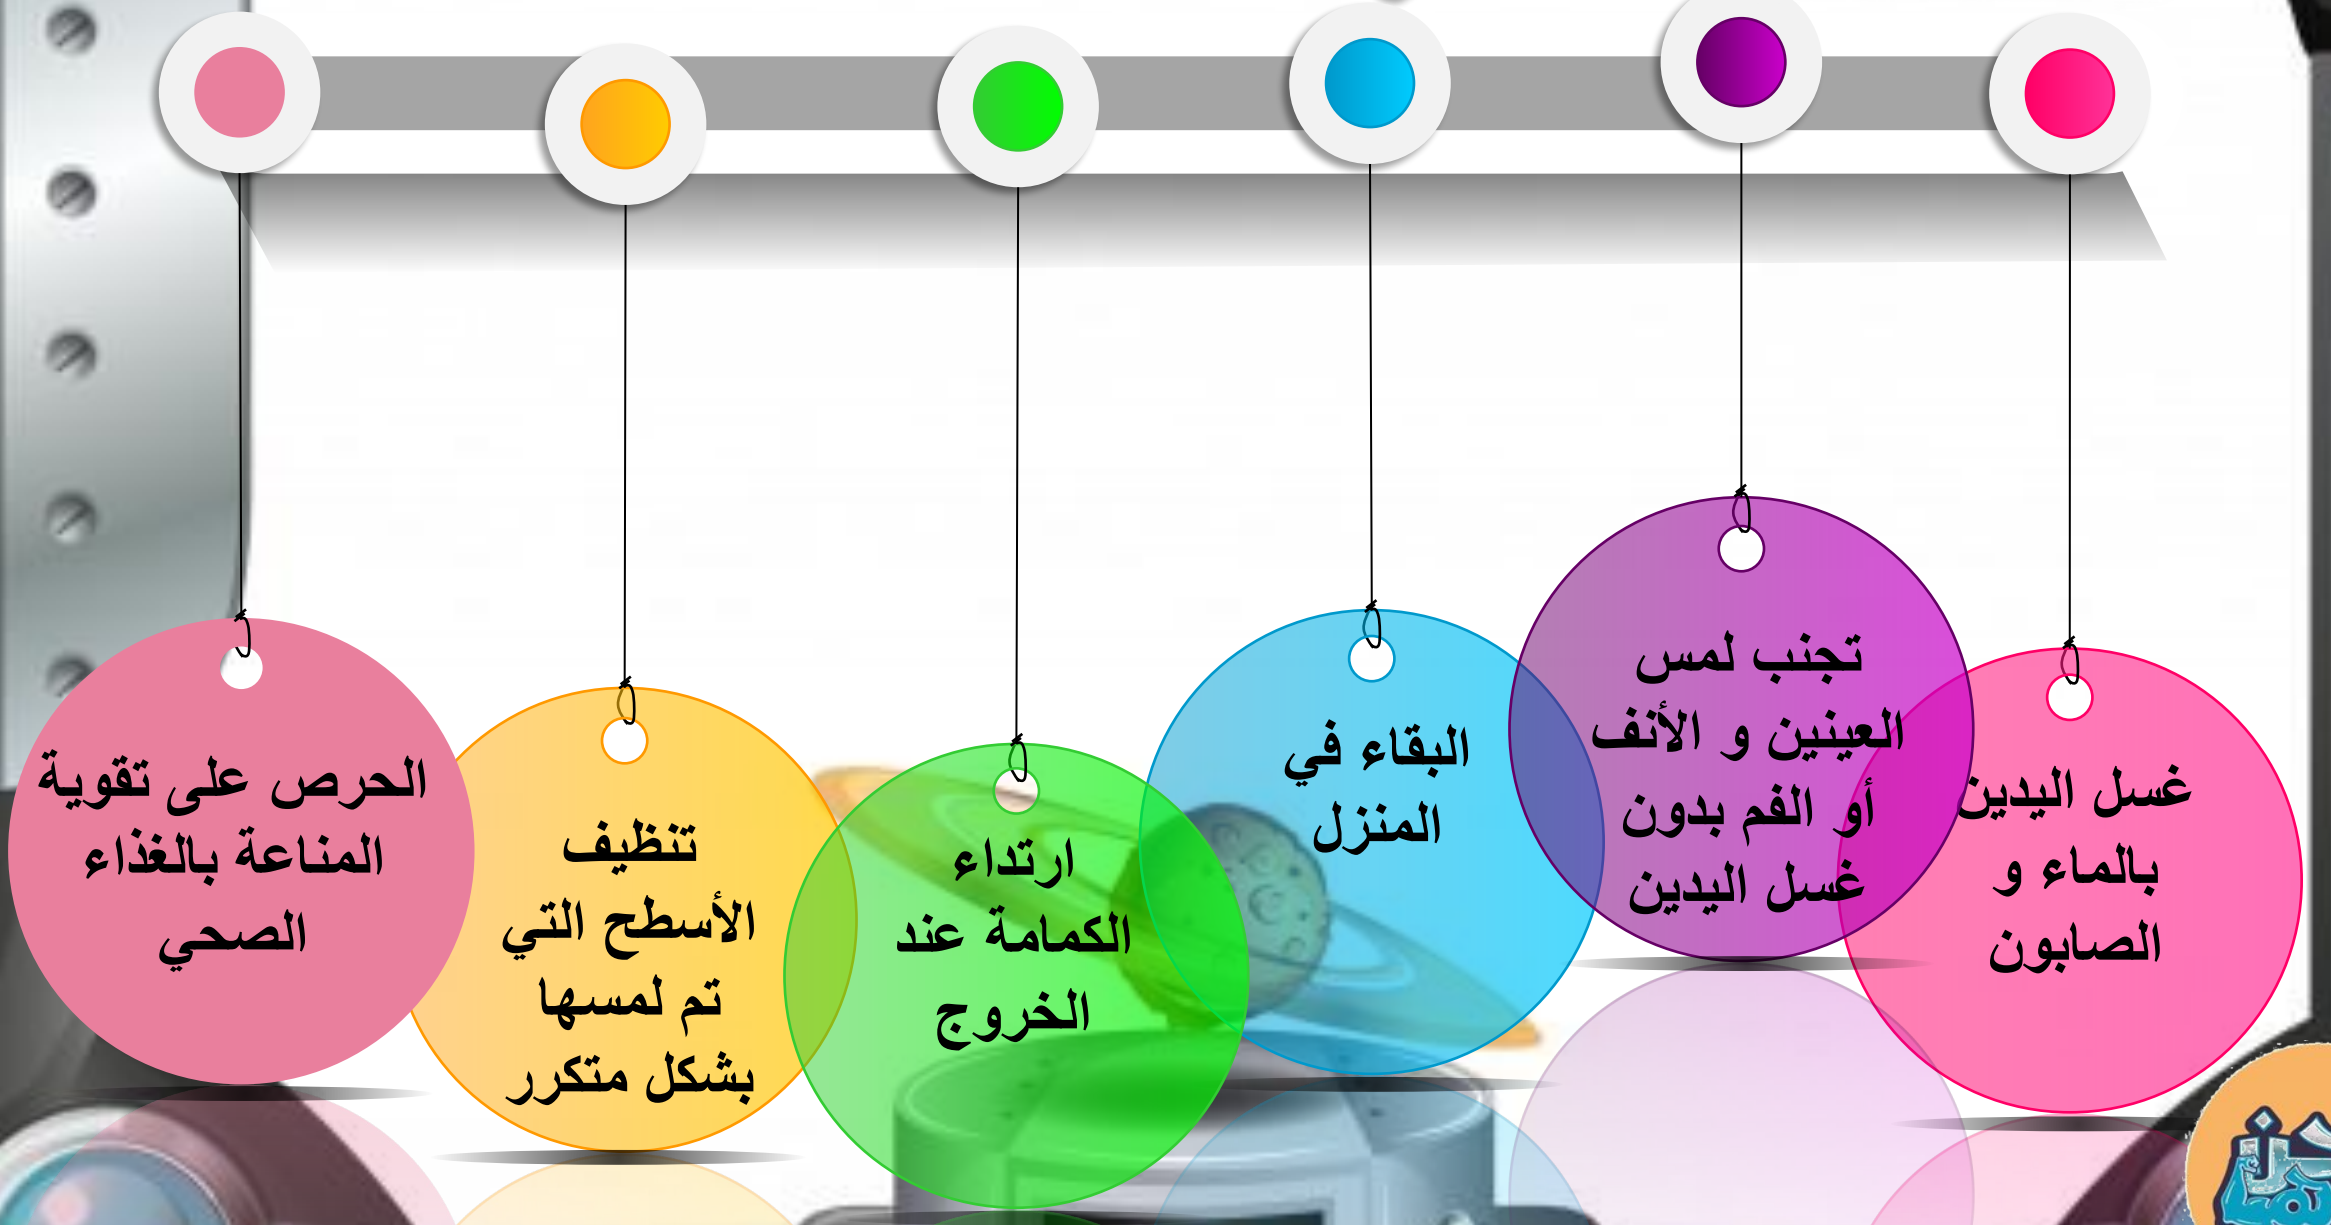 غسل اليدين
بالماء و
الصابون
تجنب لمس
العينين و الأنف
أو الفم بدون
غسل اليدين
البقاء في
المنزل
ارتداء
الكمامة عند
الخروج
تنظيف
الأسطح التي
تم لمسها
بشكل متكرر
الحرص على تقوية
المناعة بالغذاء
الصحي